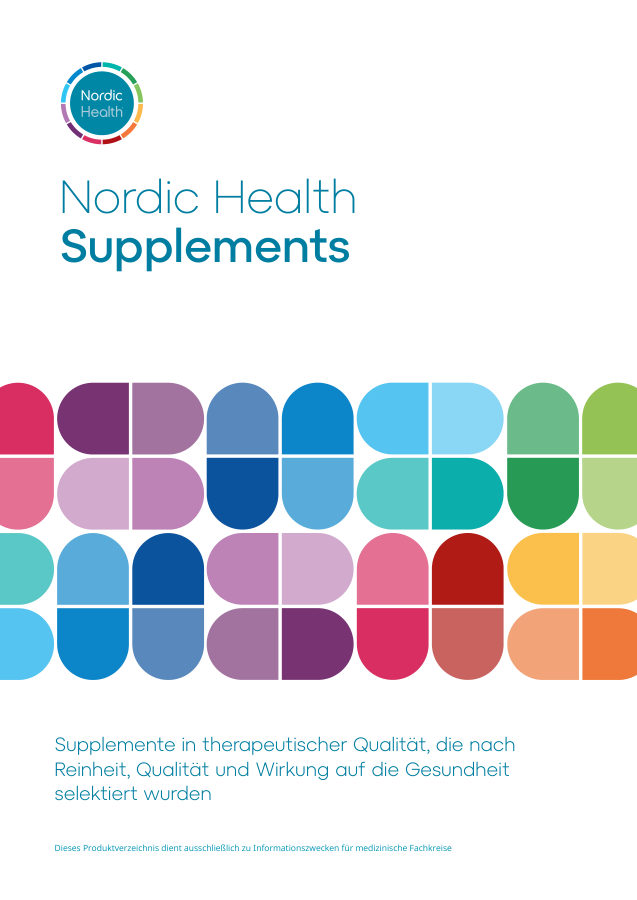 Nordic
Health
Nordic Health
Supplements
Supplemente in therapeutischer Qualität, die nach
Reinheit, Qualität und Wirkung auf die Gesundheit
selektiert wurden
Dieses Produktverzeichnis dient ausschließlich zu Informationszwecken für medizinische Fachkreise